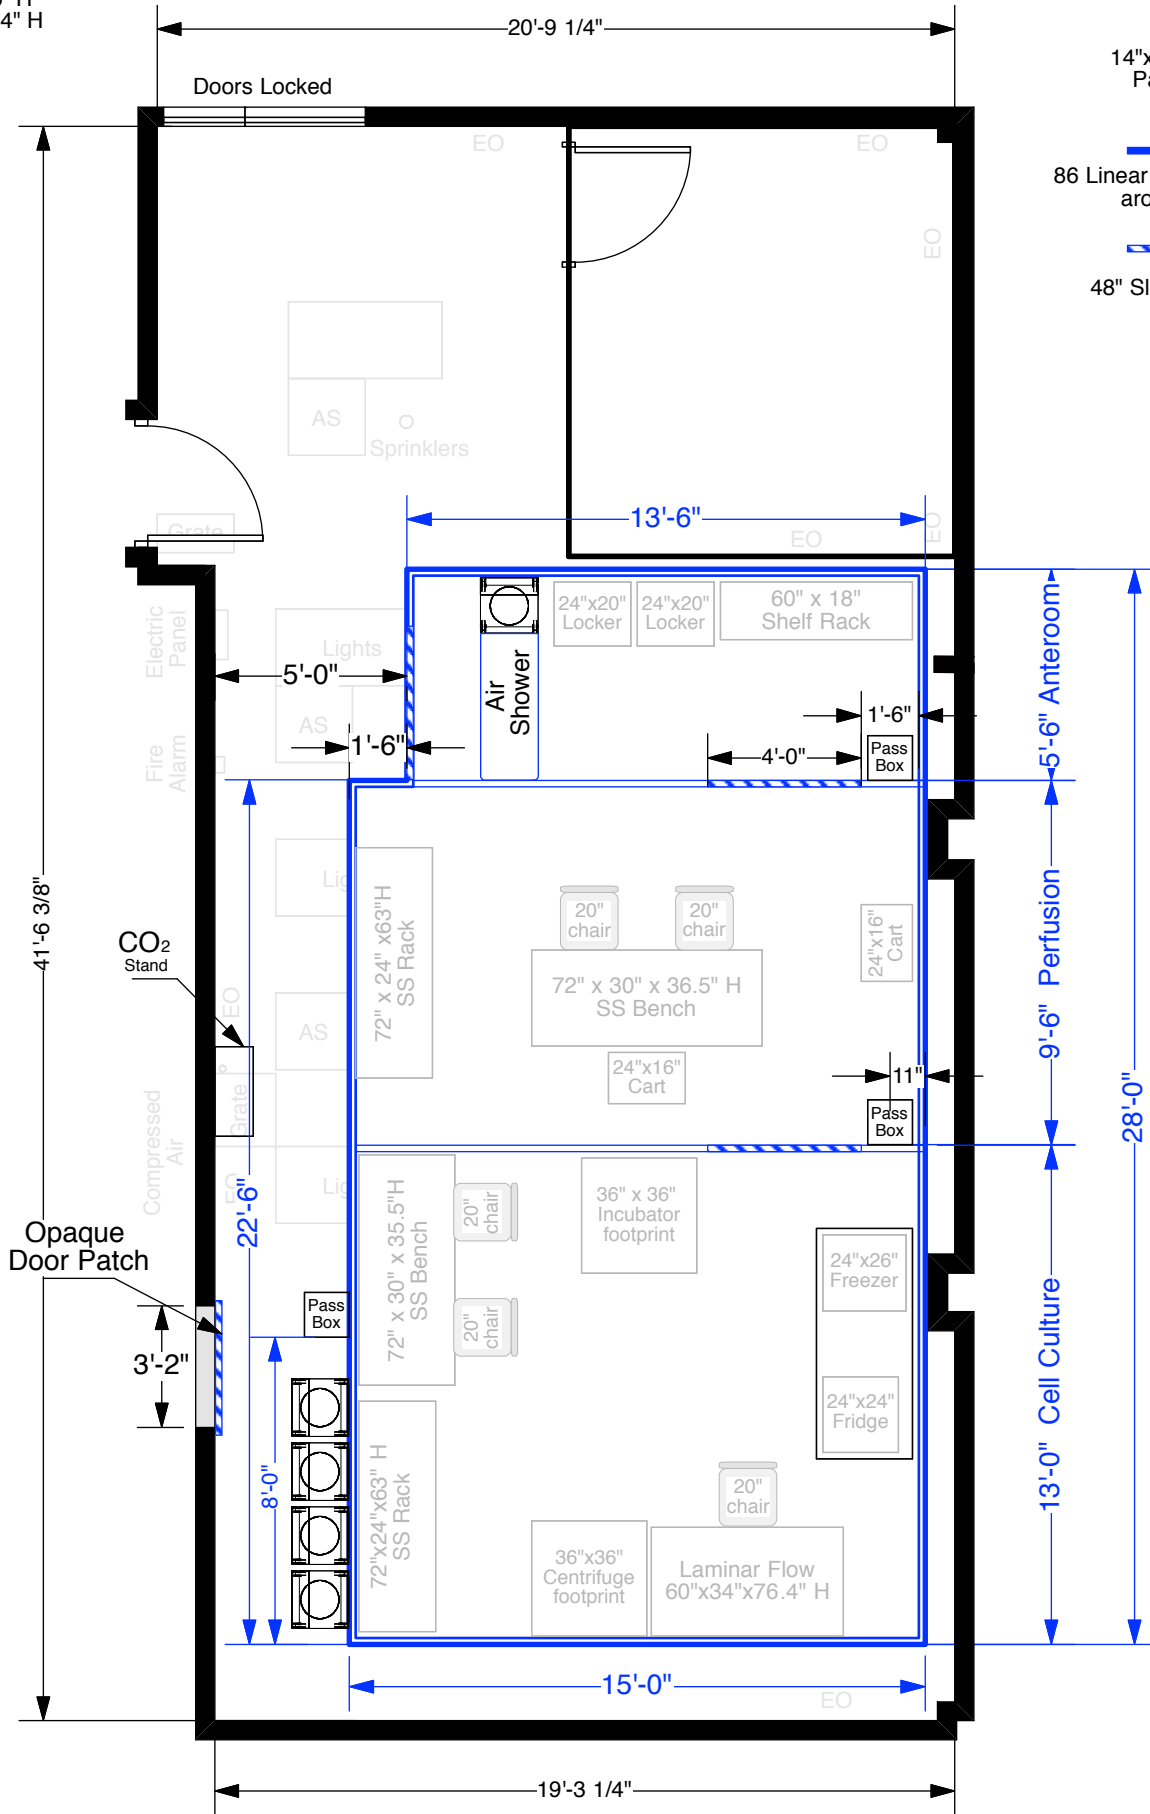 4" H
20'-9 1/4"
Doors Locked
14"x
86 Linear
48" Sl
EO
EO
EO
AS
Sprinklers
Grate
EO
EO
13'-6"
Electric
Panel
Lights
5'-0"
AS
1'-6"
Fire
Alarm
24"x20"
Locker
24"x20"
Locker
60" x 18"
Shelf Rack
Air
Shower
1'-6"
4'-0"
Pass
Box
5'-6" Anteroom
41'-6 3/8"
CO2
Stand
72" x 24" x63"H
SS Rack
20"
chair
20"
chair
72" x 30" x 36.5" H
SS Bench
24"x16"
Cart
24"x16"
Cart
11"
Pass
Box
9'-6" Perfusion
28'-0"
EO
AS
Grate
Compressed
Air
EO
22'-6"
Opaque
Door Patch
3'-2"
Pass
Box
8'-0"
72" x 30" x 35.5"H
SS Bench
20"
chair
20"
chair
36" x 36"
Incubator
footprint
24"x26"
Freezer
24"x24"
Fridge
13'-0" Cell Culture
72"x24"x63" H
SS Rack
20"
chair
36"x36"
Centrifuge
footprint
Laminar Flow
60"x34"x76.4" H
15'-0"
EO
19'-3 1/4"